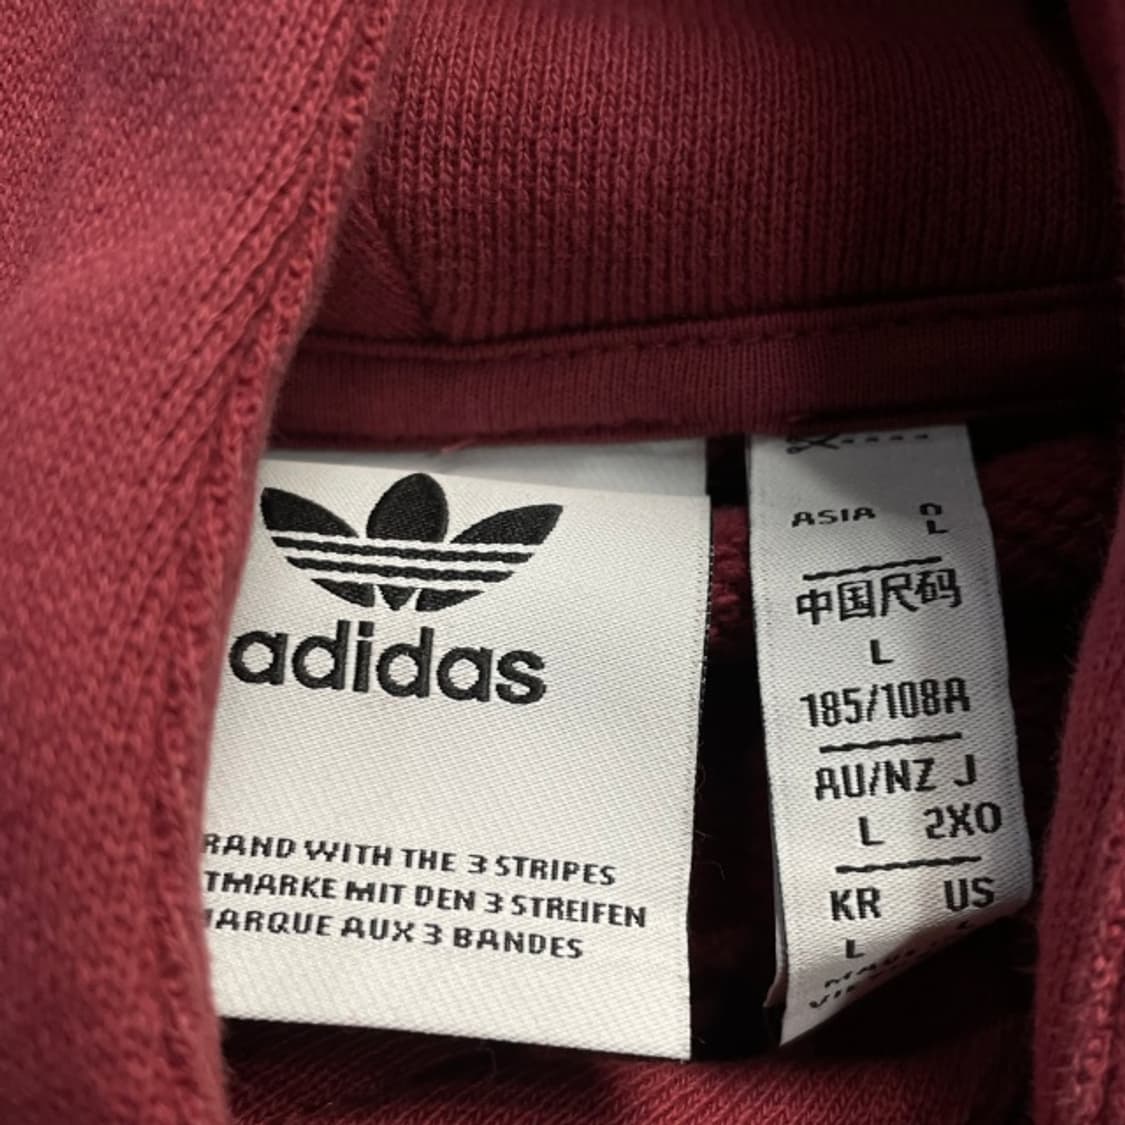 adidas
RAND WITH THE 3 STRIPES
TMARKE MIT DEN 3 STREIFEN
MARQUE AUX 3 BANDES
ASIA
L
中国尺码
L
185/108A
AU/NZ J
L 2XO
KR US
L